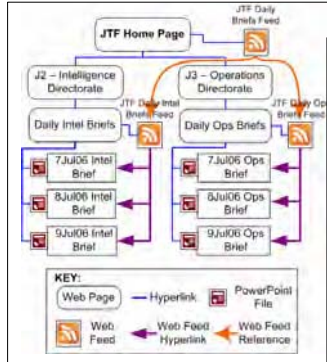 JTF Home Page
JTF Daily
Briefs Feed
J2 – Intelligence
Directorate
J3 – Operations
Directorate
JTF Daily Intel
Briefs Feed
JTF Daily Ops
Briefs Feed
Daily Intel Briefs
Daily Ops Briefs
7Jul06 Intel
Brief
7Jul06 Ops
Brief
8Jul06 Intel
Brief
8Jul06 Ops
Brief
9Jul06 Intel
Brief
9Jul06 Ops
Brief
KEY:
Web Page
Hyperlink
PowerPoint
File
Web
Feed
Web Feed
Hyperlink
Web Feed
Reference